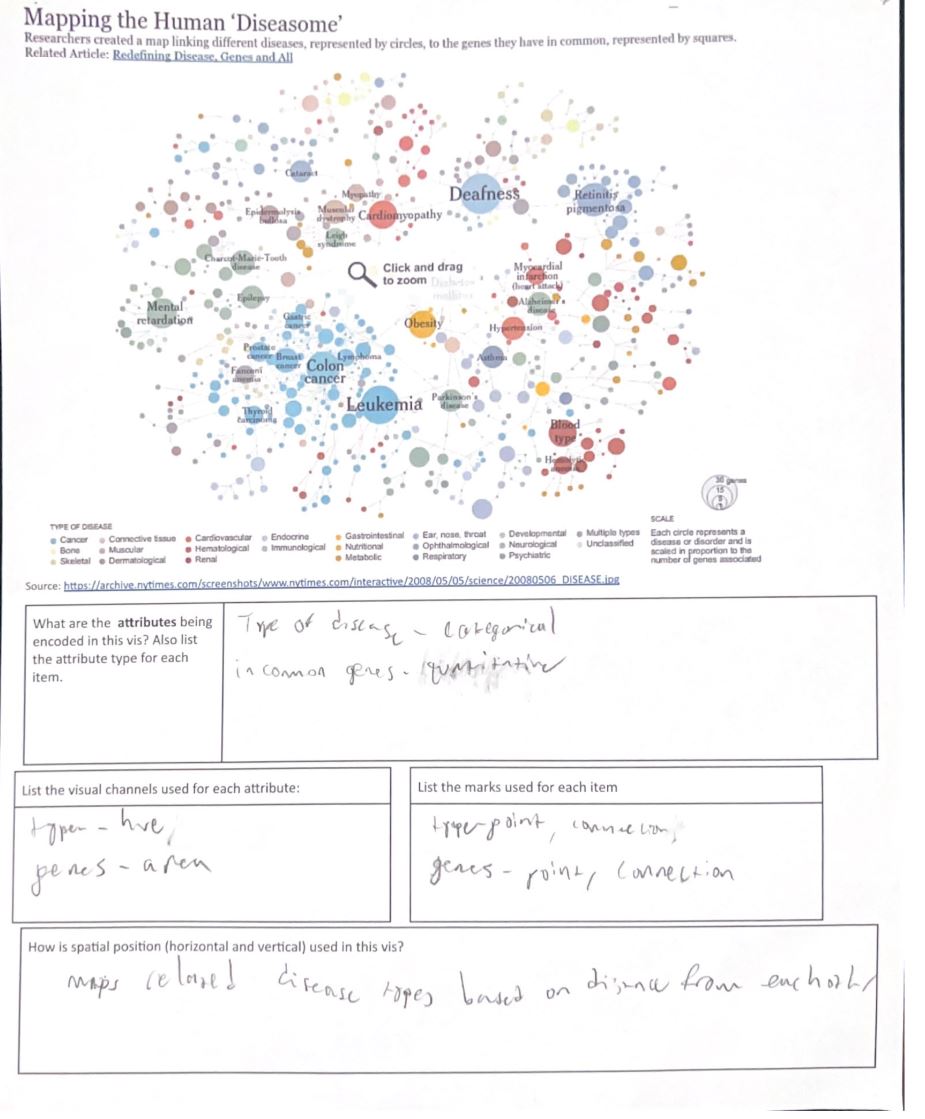 Mapping the Human ‘Diseasome’
Researchers created a map linking different diseases, represented by circles, to the genes they have in common, represented by squares.
Related Article: Redefining Disease, Genes and All
Cataract
Deafness
Retinitis
pigmentosa
Myopathy
Epidermolysis
bullosa
Muscular
dystrophy
Cardiomyopathy
Leigh
syndrome
Charcot-Marie-Tooth
disease
Click and drag
to zoom
Diabetes
mellitus
Myocardial
infarction
(heart attack)
Epilepsy
Alzheimer's
disease
Mental
retardation
Gastric
cancer
Obesity
Hypertension
Prostate
cancer
Breast
cancer
Lymphoma
Asthma
Fanconi
anemia
Colon
cancer
Thyroid
carcinoma
Leukemia
Parkinson's
disease
Blood
type
30 genes
15
TYPE OF DISEASE
Cancer
Bone
Skeletal
Connective tissue
Muscular
Dermatological
Cardiovascular
Hematological
Renal
Endocrine
Immunological
Gastrointestinal
Nutritional
Metabolic
Ear, nose, throat
Ophthalmological
Respiratory
Developmental
Neurological
Psychiatric
Multiple types
Unclassified
SCALE
Each circle represents a
disease or disorder and is
scaled in proportion to the
number of genes associated
Source: https://archive.nytimes.com/screenshots/www.nytimes.com/interactive/2008/05/05/science/20080506_DISEASE.jpg
What are the attributes being
encoded in this vis? Also list
the attribute type for each
item.
Type of disease - categorical
in common genes - quantitative
List the visual channels used for each attribute:
types - hue,
genes - area
List the marks used for each item
type-point, connection,
genes - point, connection
How is spatial position (horizontal and vertical) used in this vis?
maps related disease types based on distance from each other